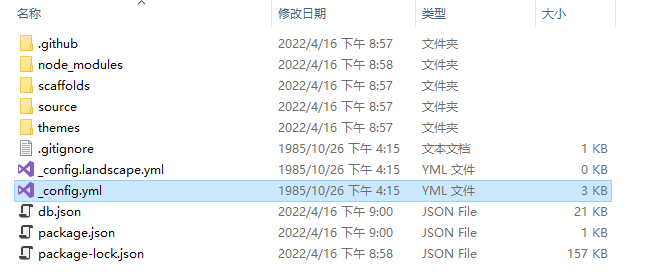 名称 修改日期 类型 大小
.github 2022/4/16 下午 8:57 文件夹
node_modules 2022/4/16 下午 8:58 文件夹
scaffolds 2022/4/16 下午 8:57 文件夹
source 2022/4/16 下午 8:57 文件夹
themes 2022/4/16 下午 8:57 文件夹
.gitignore 1985/10/26 下午 4:15 文本文档 1 KB
_config.landscape.yml 1985/10/26 下午 4:15 YML 文件 0 KB
_config.yml 1985/10/26 下午 4:15 YML 文件 3 KB
db.json 2022/4/16 下午 9:00 JSON File 21 KB
package.json 2022/4/16 下午 9:00 JSON File 1 KB
package-lock.json 2022/4/16 下午 8:58 JSON File 157 KB